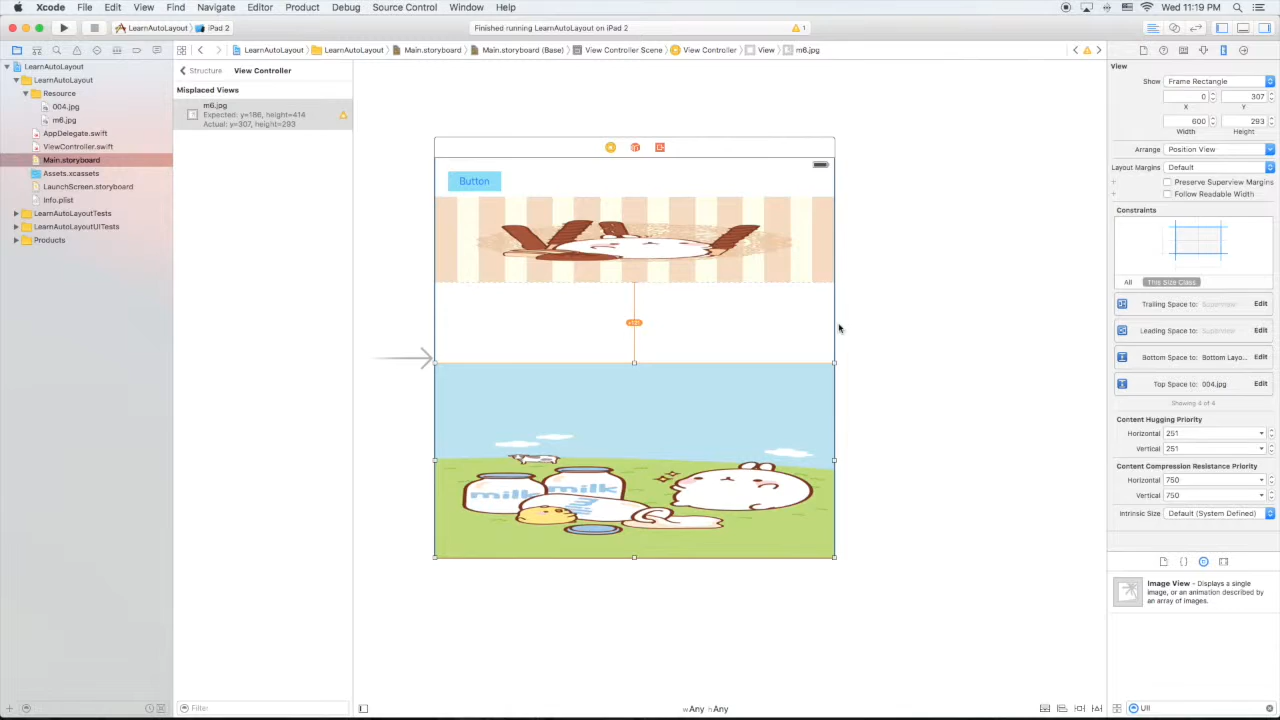 Xcode File Edit View Find Navigate Editor Product Debug Source Control Window Help Wed 11:19 PM
LearnAutoLayout iPad 2 Finished running LearnAutoLayout on iPad 2 1
LearnAutoLayout LearnAutoLayout Main.storyboard Main.storyboard (Base) View Controller Scene View Controller View m6.jpg
LearnAutoLayout
LearnAutoLayout
Resource
004.jpg
m6.jpg
AppDelegate.swift
ViewController.swift
Main.storyboard
Assets.xcassets
LaunchScreen.storyboard
Info.plist
LearnAutoLayoutTests
LearnAutoLayoutUITests
Products
Structure View Controller
Misplaced Views
m6.jpg
Expected: y=186, height=414
Actual: y=307, height=293
Filter
Button
milk
milk
wAny hAny
View
Show Frame Rectangle
0 307
X Y
600 293
Width Height
Arrange Position View
Layout Margins Default
Preserve Superview Margins
Follow Readable Width
Constraints
All This Size Class
Trailing Space to: Superview Edit
Leading Space to: Superview Edit
Bottom Space to: Bottom Layo... Edit
Top Space to: 004.jpg Edit
Showing 4 of 4
Content Hugging Priority
Horizontal 251
Vertical 251
Content Compression Resistance Priority
Horizontal 750
Vertical 750
Intrinsic Size Default (System Defined)
Image View - Displays a single
image, or an animation described by
an array of images.